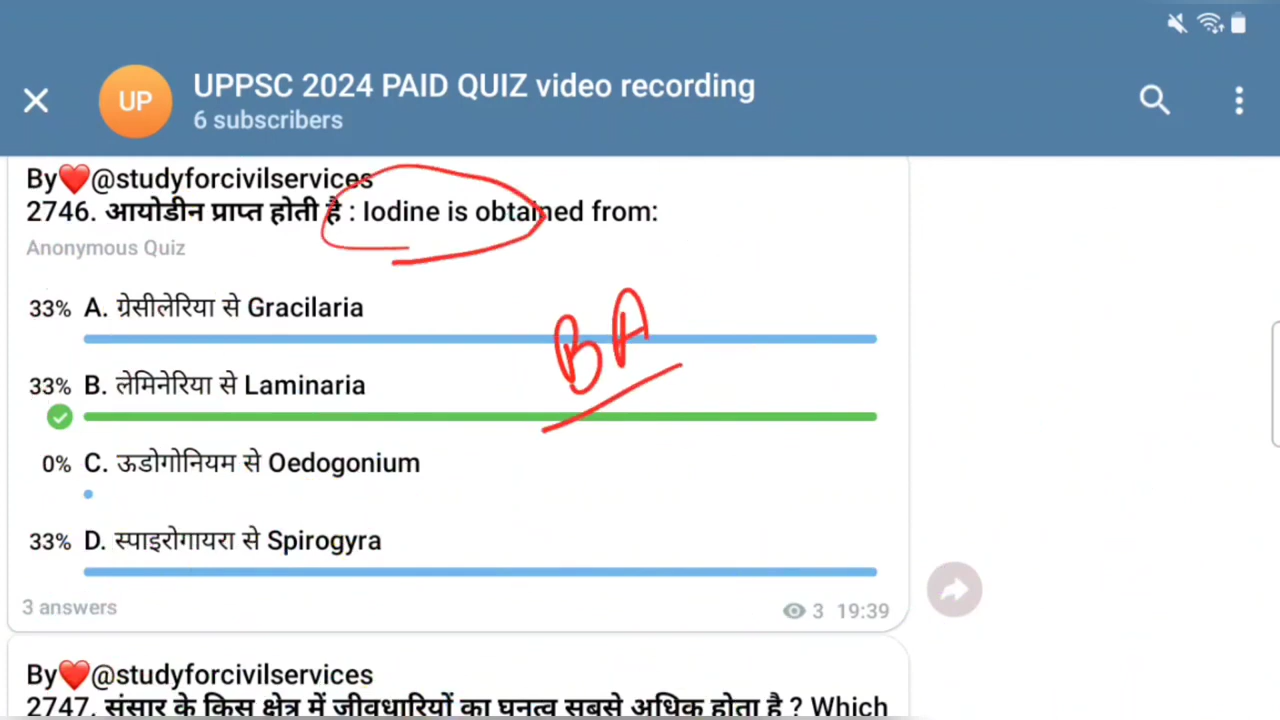 UP
UPPSC 2024 PAID QUIZ video recording
6 subscribers
By❤️@studyforcivilservices
2746. आयोडीन प्राप्त होती है : Iodine is obtained from:
Anonymous Quiz
33% A. ग्रेसीलेरिया से Gracilaria
BA
33% B. लेमिनेरिया से Laminaria
0% C. ऊडोगोनियम से Oedogonium
33% D. स्पाइरोगायरा से Spirogyra
3 answers
3 19:39
By❤️@studyforcivilservices
2747. संसार के किस क्षेत्र में जीवधारियों का घनत्व सबसे अधिक होता है ? Which